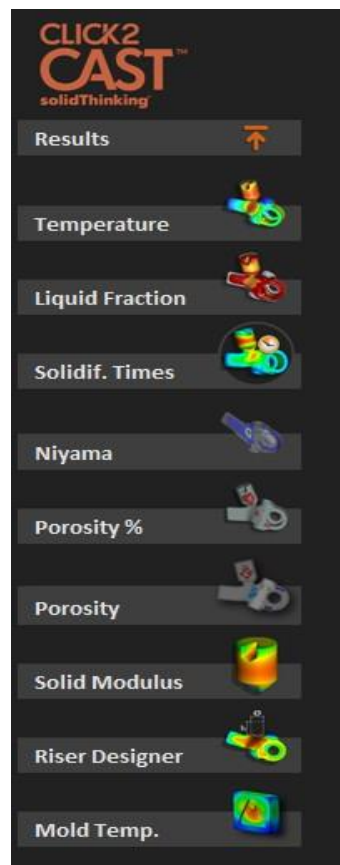 CLICK2
CAST™
solidThinking
Results
Temperature
Liquid Fraction
Solidif. Times
Niyama
Porosity %
Porosity
Solid Modulus
Riser Designer
Mold Temp.